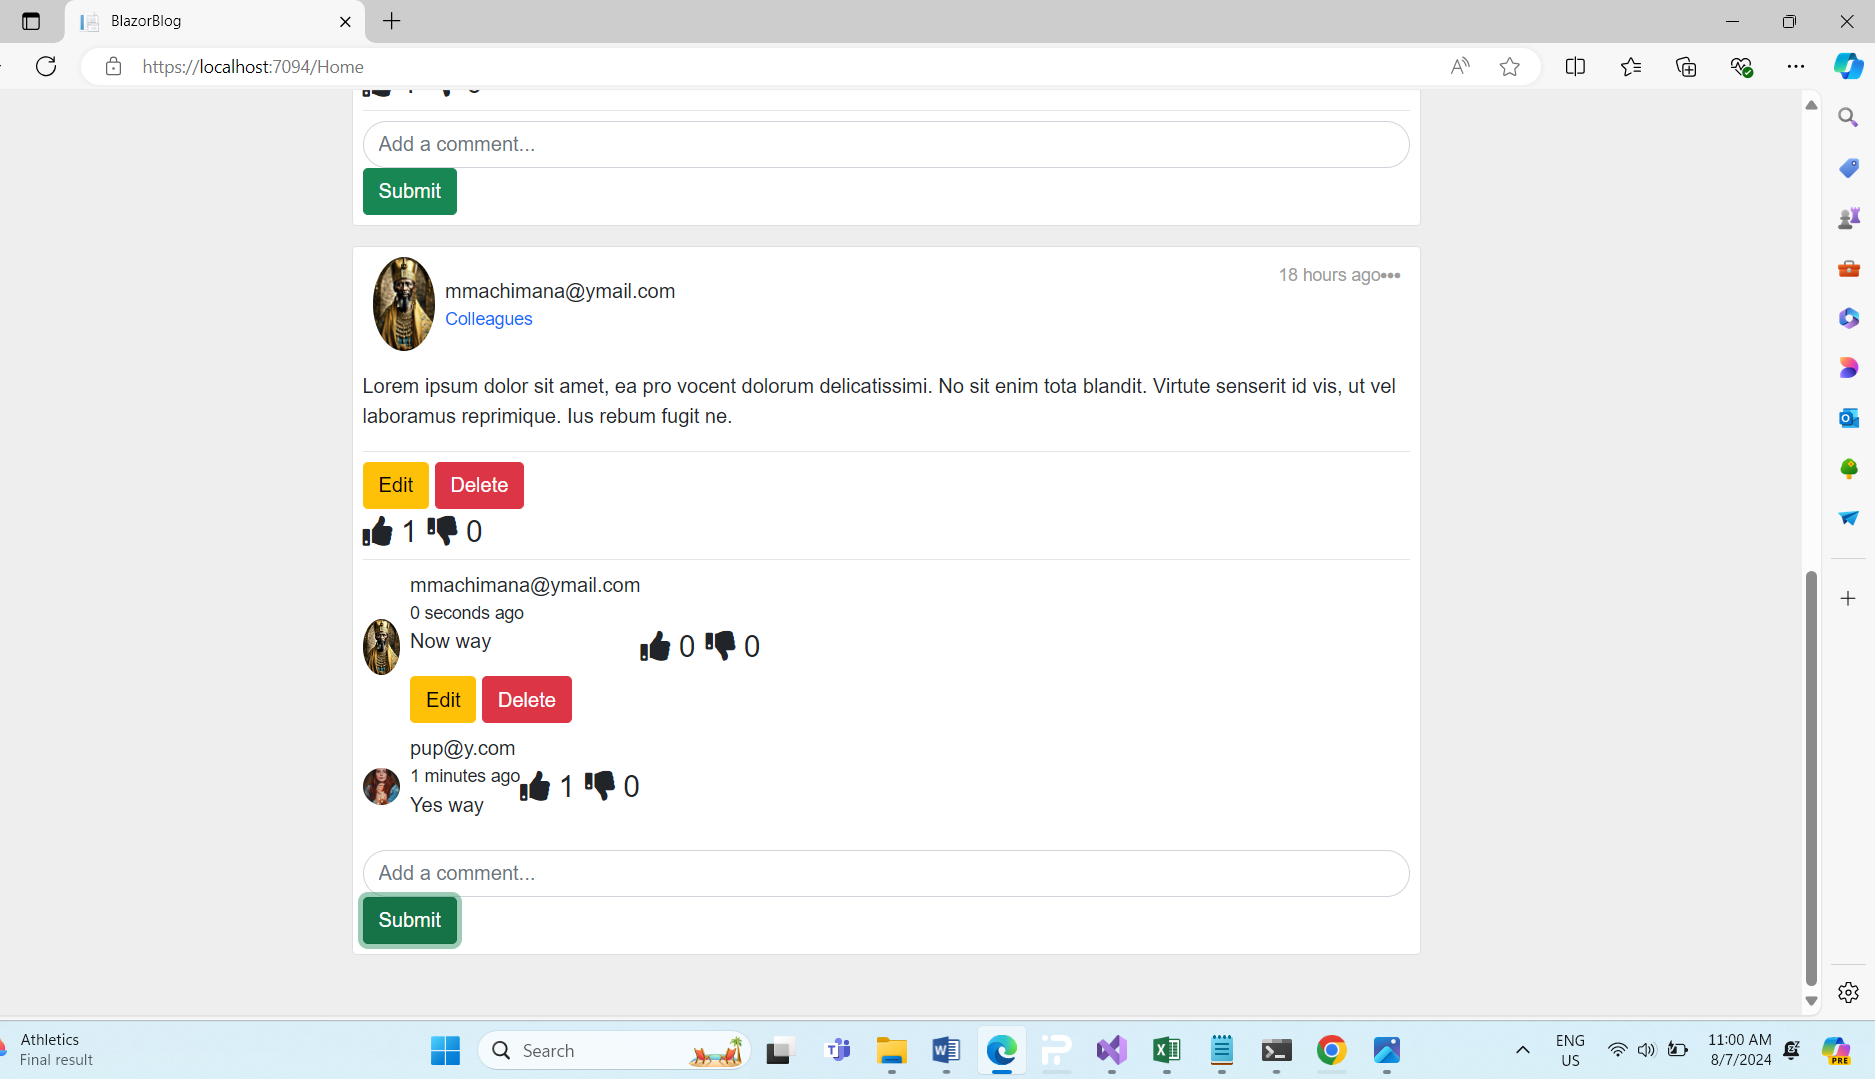 BlazorBlog
https://localhost:7094/Home
Add a comment...
Submit
mmachimana@ymail.com
18 hours ago•••
Colleagues
Lorem ipsum dolor sit amet, ea pro vocent dolorum delicatissimi. No sit enim tota blandit. Virtute senserit id vis, ut vel
laboramus reprimique. Ius rebum fugit ne.
Edit Delete
1 0
mmachimana@ymail.com
0 seconds ago
Now way
0 0
Edit Delete
pup@y.com
1 minutes ago
1 0
Yes way
Add a comment...
Submit
Athletics
Final result
Search
ENG
US
11:00 AM
8/7/2024
PRE